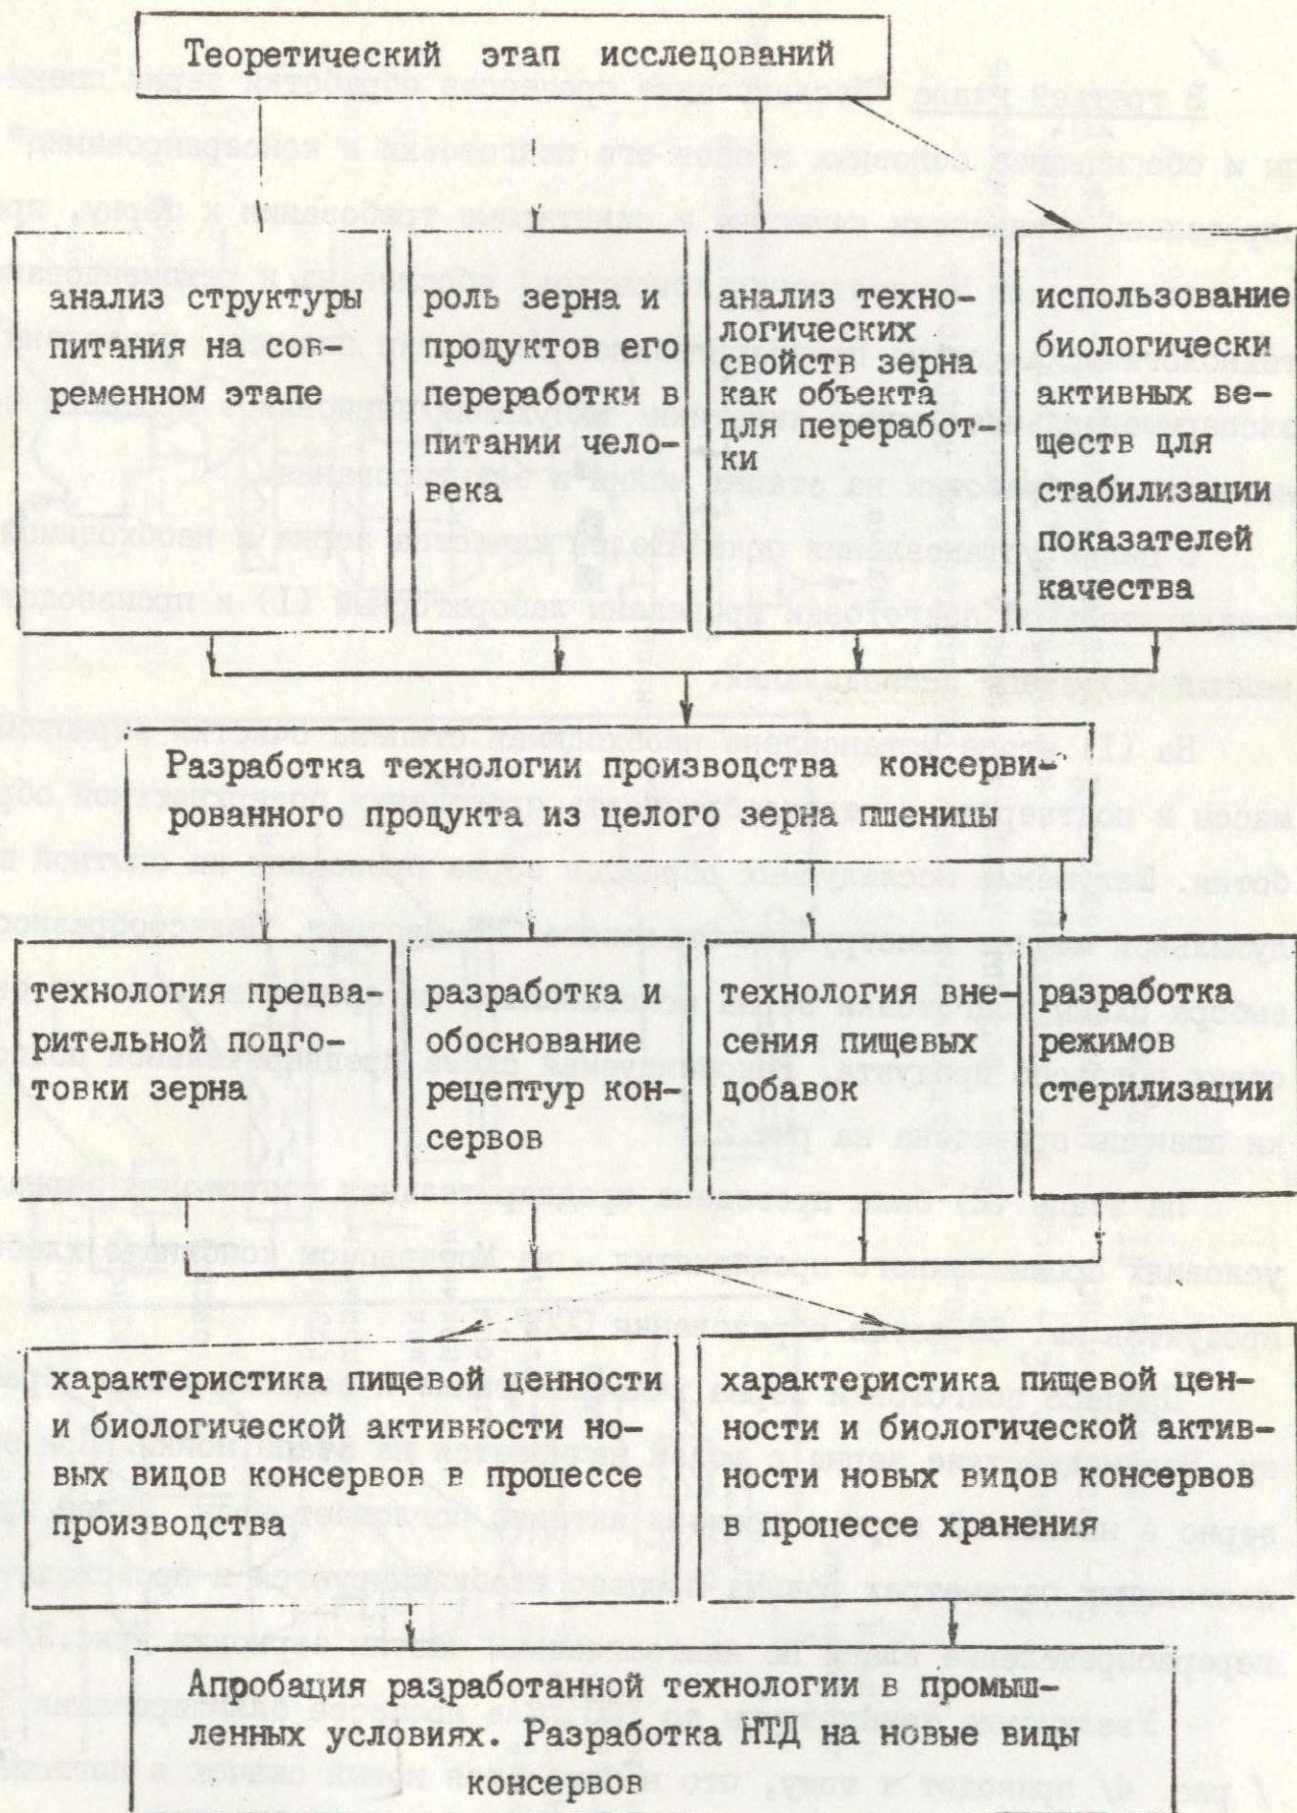 Теоретический этап исследований
анализ структуры
питания на сов-
ременном этапе
роль зерна и
продуктов его
переработки в
питании чело-
века
анализ техно-
логических
свойств зерна
как объекта
для переработ-
ки
использование
биологически
активных ве-
ществ для
стабилизации
показателей
качества
Разработка технологии производства консерви-
рованного продукта из целого зерна пшеницы
технология предва-
рительной подго-
товки зерна
разработка и
обоснование
рецептур кон-
сервов
технология вне-
сения пищевых
добавок
разработка
режимов
стерилизации
характеристика пищевой ценности
и биологической активности но-
вых видов консервов в процессе
производства
характеристика пищевой цен-
ности и биологической актив-
ности новых видов консервов
в процессе хранения
Апробация разработанной технологии в промыш-
ленных условиях. Разработка НТД на новые виды
консервов